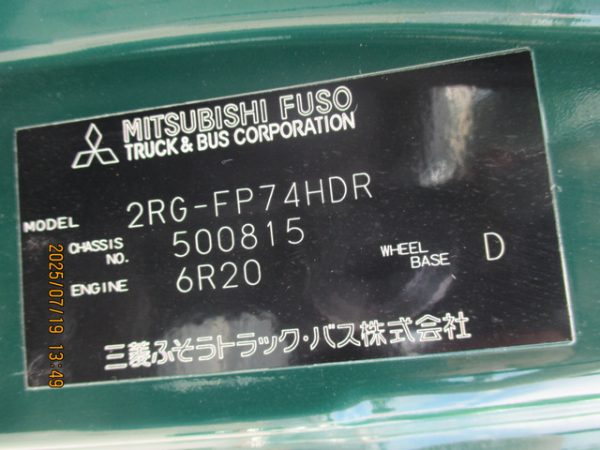 MITSUBISHI FUSO
TRUCK & BUS CORPORATION
MODEL 2RG-FP74HDR
CHASSIS NO. 500815
ENGINE 6R20
WHEEL BASE D
三菱ふそうトラック・バス株式会社
2025/07/19 13:49